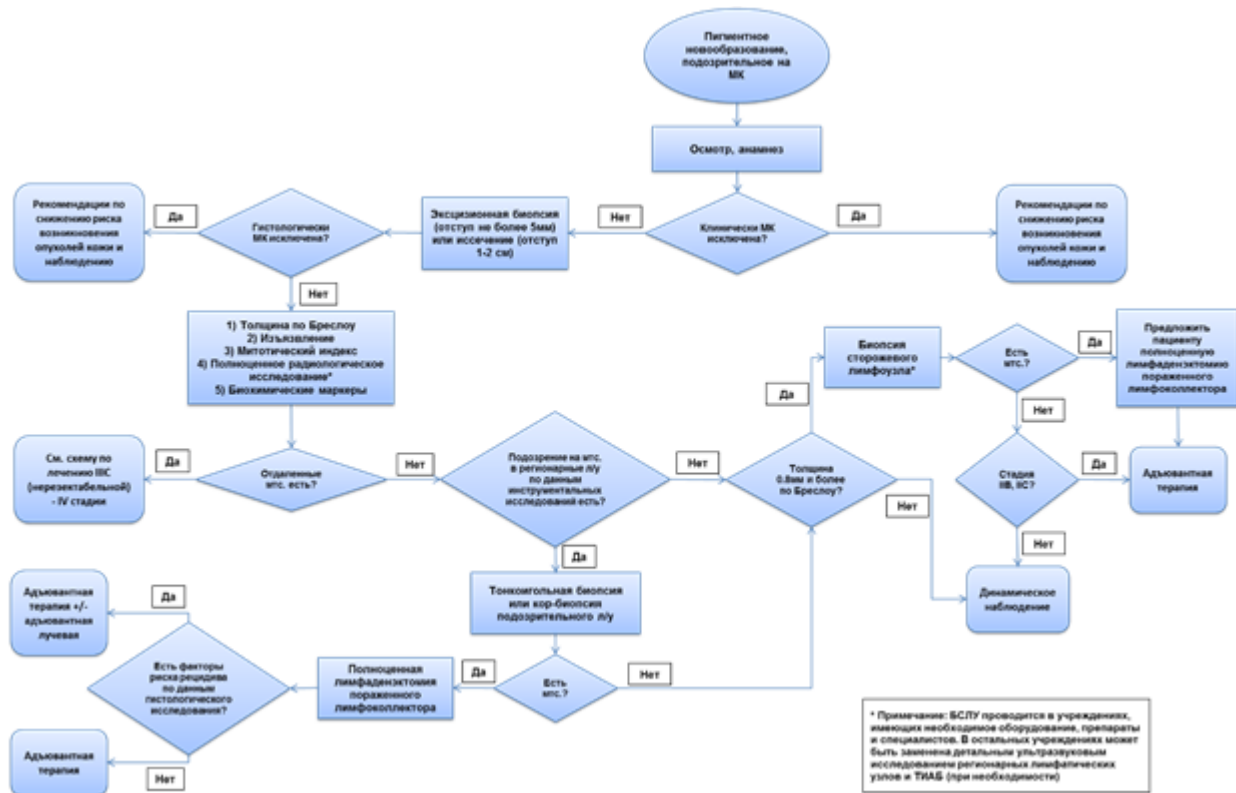 Пигментное
новообразование,
подозрительное на
МК
Осмотр, анамнез
Клинически МК
исключена?
Да
Рекомендации по
снижению риска
возникновения
опухолей кожи и
наблюдению
Нет
Эксцизионная биопсия
(отступ не более 5мм)
или иссечение (отступ
1-2 см)
Гистологически
МК исключена?
Да
Рекомендации по
снижению риска
возникновения
опухолей кожи и
наблюдению
Нет
1) Толщина по Бреслоу
2) Изъязвление
3) Митотический индекс
4) Полноценное радиологическое
исследование*
5) Биохимические маркеры
Отдаленные
мтс. есть?
Да
См. схему по
лечению IIIC
(нерезектабельной)
- IV стадии
Нет
Подозрение на мтс.
в регионарные л/у
по данным
инструментальных
исследований есть?
Нет
Толщина
0.8мм и более
по Бреслоу?
Да
Биопсия
сторожевого
лимфоузла*
Есть
мтс.?
Да
Предложить
пациенту
полноценную
лимфаденэктомию
пораженного
лимфоколлектора
Нет
Стадия
IIB, IIC?
Да
Адъювантная
терапия
Нет
Нет
Динамическое
наблюдение
Да
Тонкоигольная биопсия
или кор-биопсия
подозрительного л/у
Есть
мтс.?
Нет
Да
Полноценная
лимфаденэктомия
пораженного
лимфоколлектора
Есть факторы
риска рецидива
по данным
гистологического
исследования?
Да
Адъювантная
терапия +/-
адъювантная
лучевая
Нет
Адъювантная
терапия
* Примечание: БСЛУ проводится в учреждениях,
имеющих необходимое оборудование, препараты
и специалистов. В остальных учреждениях может
быть заменена детальным ультразвуковым
исследованием регионарных лимфатических
узлов и ТИАБ (при необходимости)